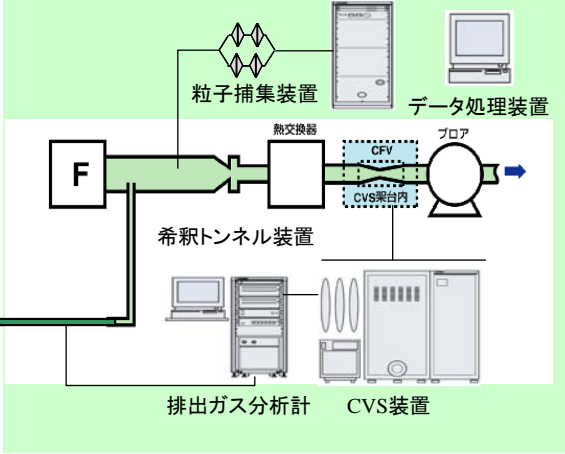 粒子捕集装置
データ処理装置
熱交換器
CFV
ブロア
F
CVS架台内
希釈トンネル装置
排出ガス分析計
CVS装置